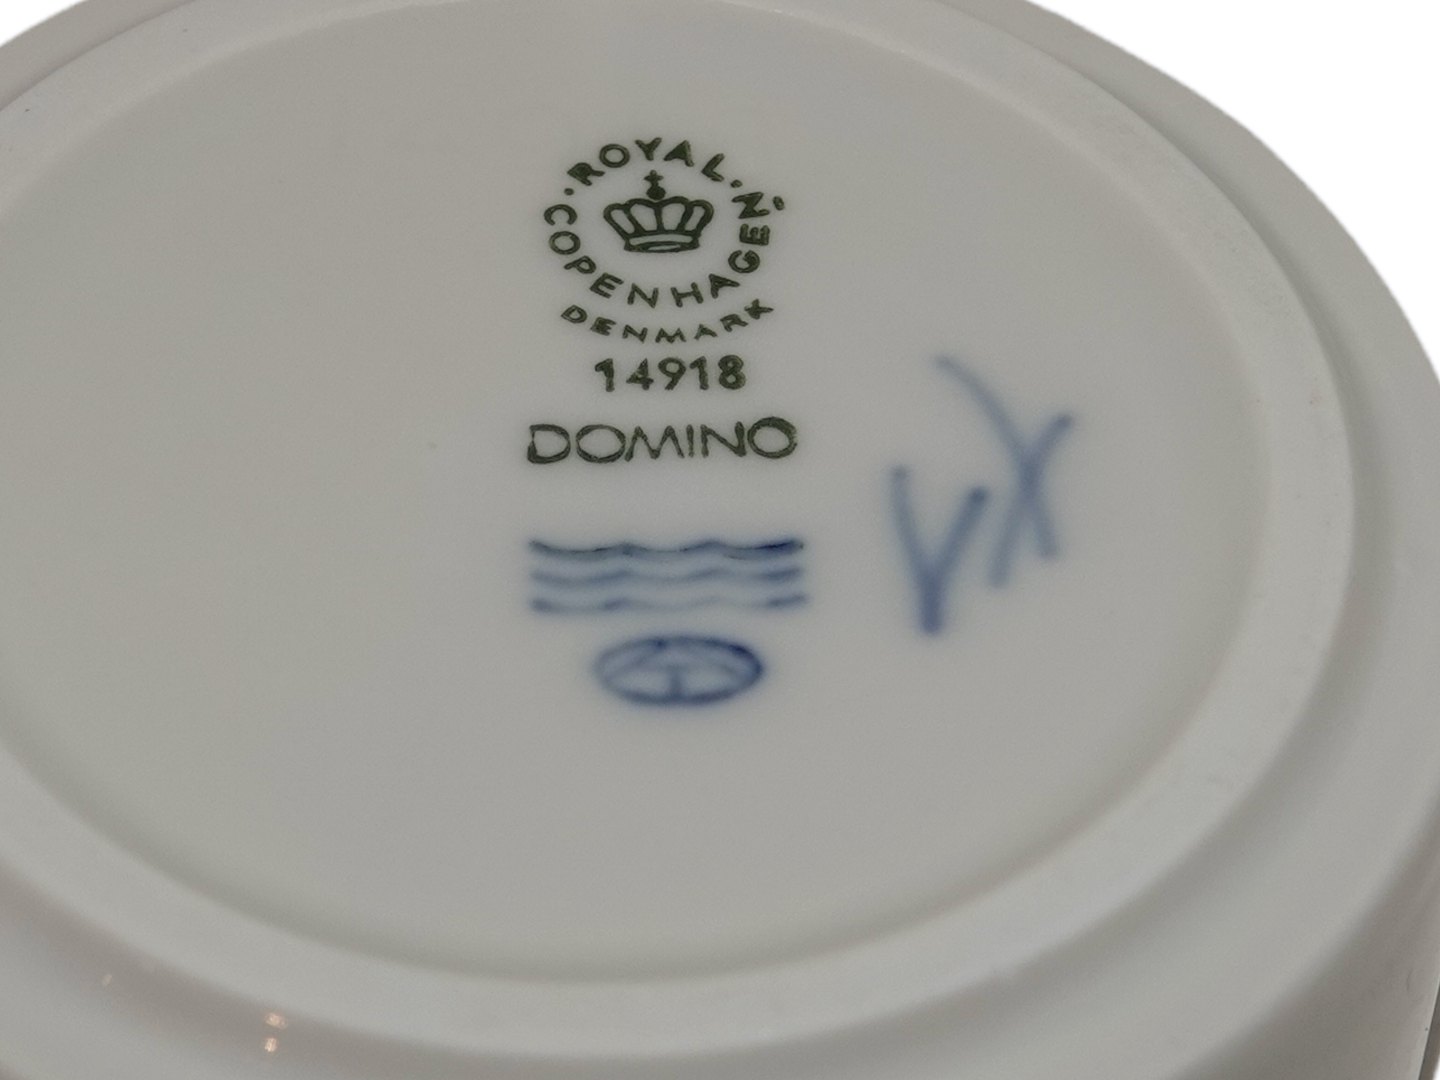 ROYAL
COPENHAGEN
DENMARK
14918
DOMINO